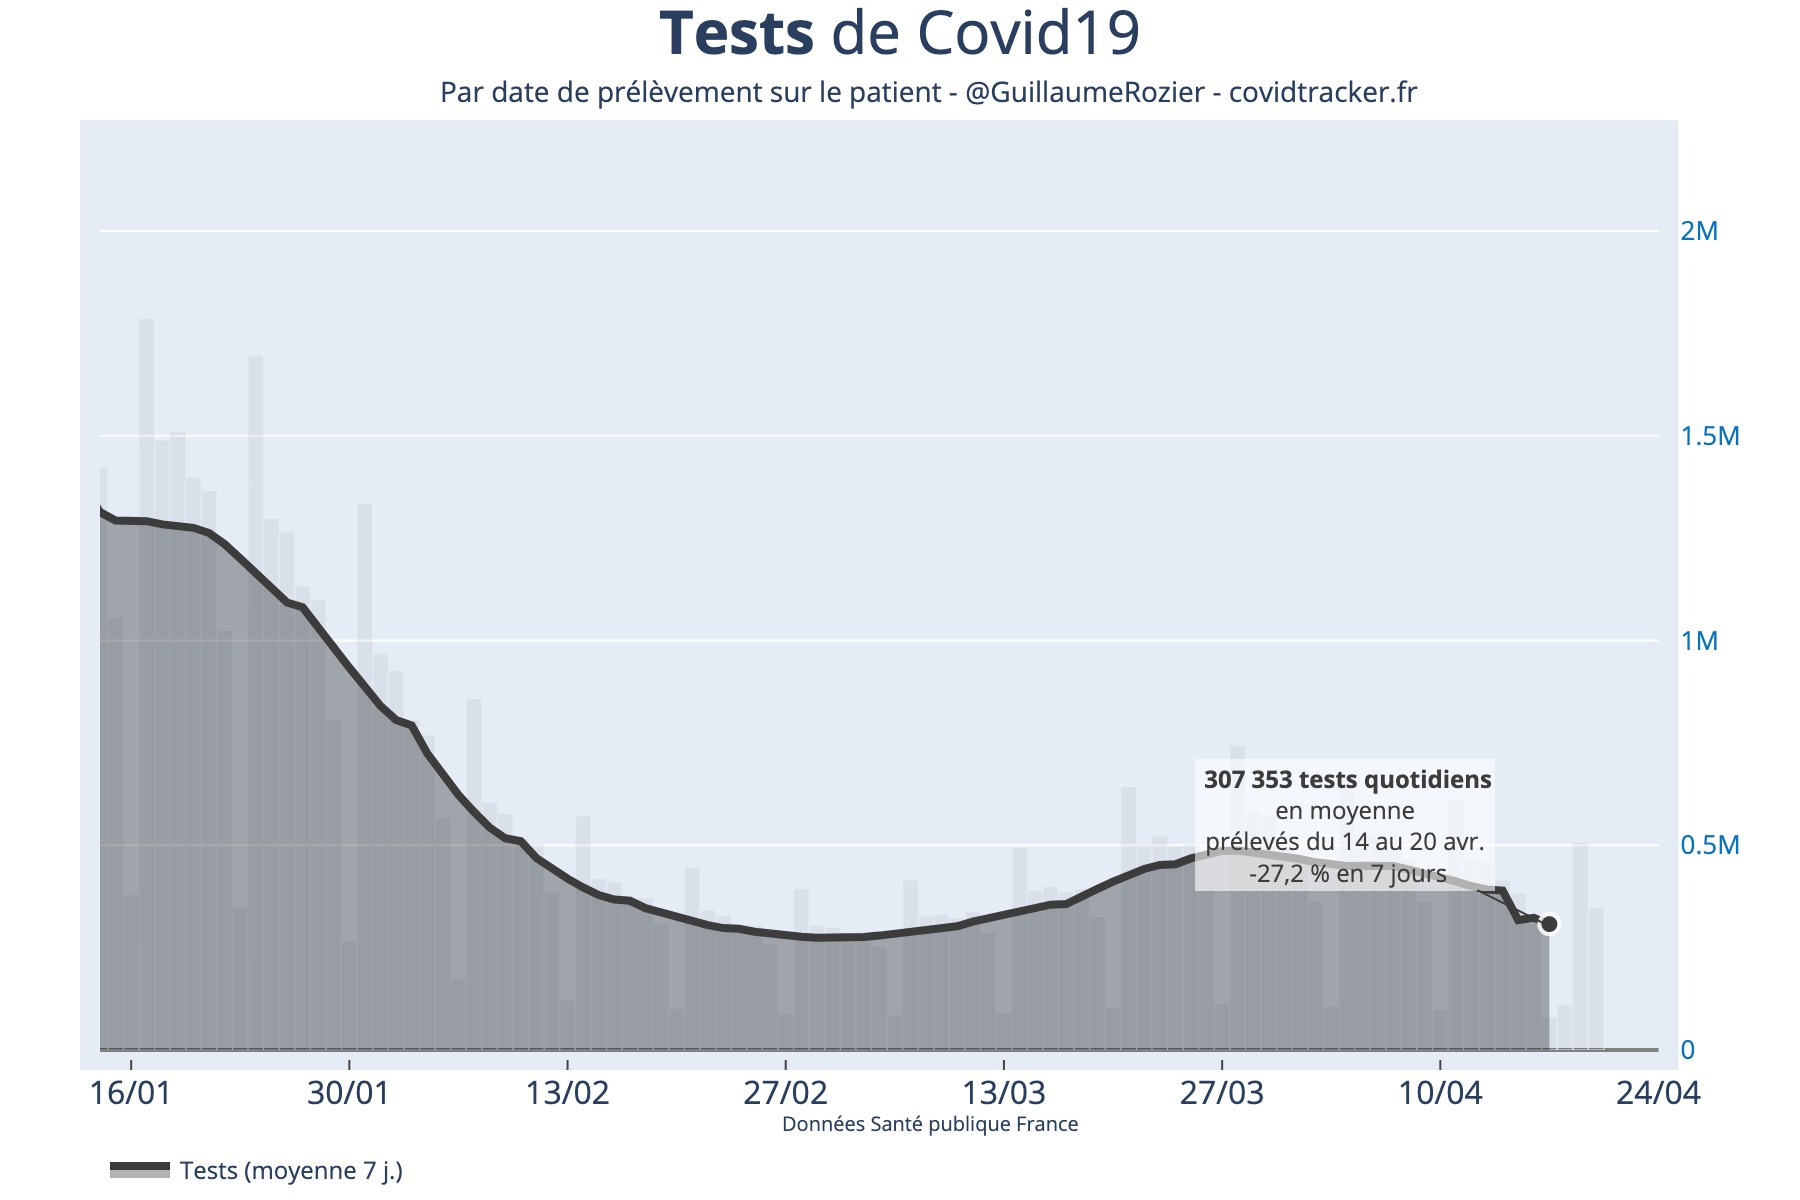 Tests de Covid19
Par date de prélèvement sur le patient - @GuillaumeRozier - covidtracker.fr
2M
1.5M
1M
307 353 tests quotidiens
en moyenne
prélevés du 14 au 20 avr.
-27,2 % en 7 jours
0.5M
0
16/01 30/01 13/02 27/02 13/03 27/03 10/04 24/04
Données Santé publique France
Tests (moyenne 7 j.)